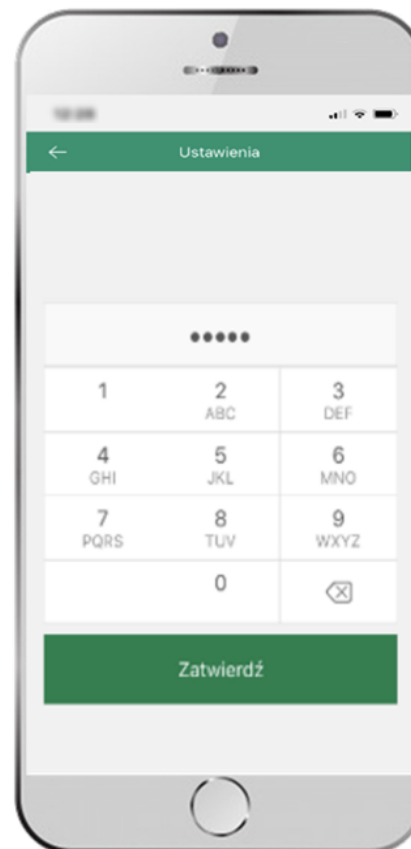 Ustawienia
•••••
1 2 3
ABC DEF
4 5 6
GHI JKL MNO
7 8 9
PQRS TUV WXYZ
0
Zatwierdź